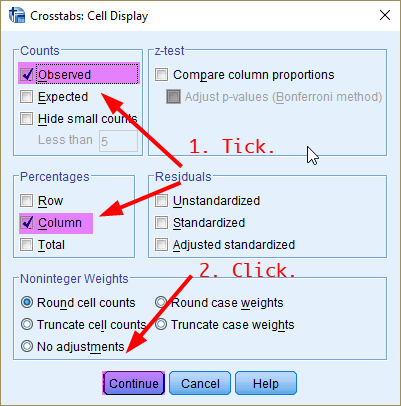 Crosstabs: Cell Display
Counts
Observed
Expected
Hide small counts
Less than 5
z-test
Compare column proportions
Adjust p-values (Bonferroni method)
1. Tick.
Percentages
Row
Column
Total
Residuals
Unstandardized
Standardized
Adjusted standardized
2. Click.
Noninteger Weights
Round cell counts Round case weights
Truncate cell counts Truncate case weights
No adjustments
Continue Cancel Help